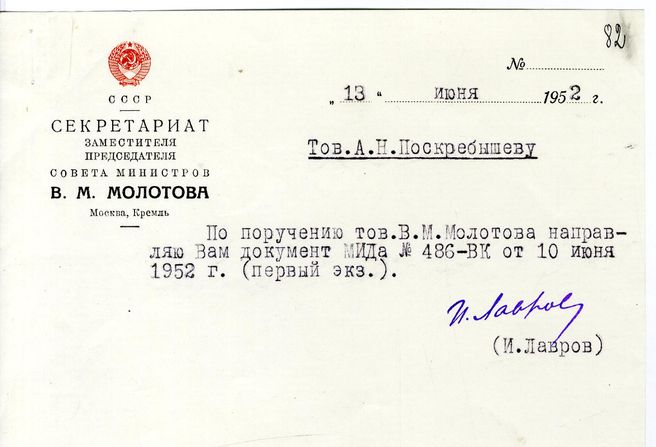 82
№
„ 13 “ июня 1952 г.
СССР
СЕКРЕТАРИАТ
ЗАМЕСТИТЕЛЯ
ПРЕДСЕДАТЕЛЯ
СОВЕТА МИНИСТРОВ
В. М. МОЛОТОВА
Москва, Кремль
Тов.А.Н.Поскребышеву
По поручению тов.В.М.Молотова направ-
ляю Вам документ МИДа № 486-ВК от 10 июня
1952 г. (первый экз.).
И. Лавров
(И.Лавров)